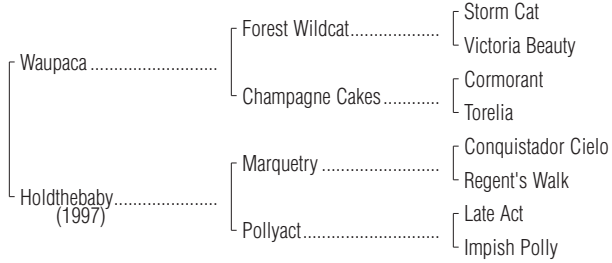 Storm Cat
Forest Wildcat....................
Victoria Beauty
Waupaca ............................
Cormorant
Champagne Cakes............
Torelia
Conquistador Cielo
Marquetry .........................
Regent's Walk
Holdthebaby......................
(1997)
Late Act
Pollyact.............................
Impish Polly